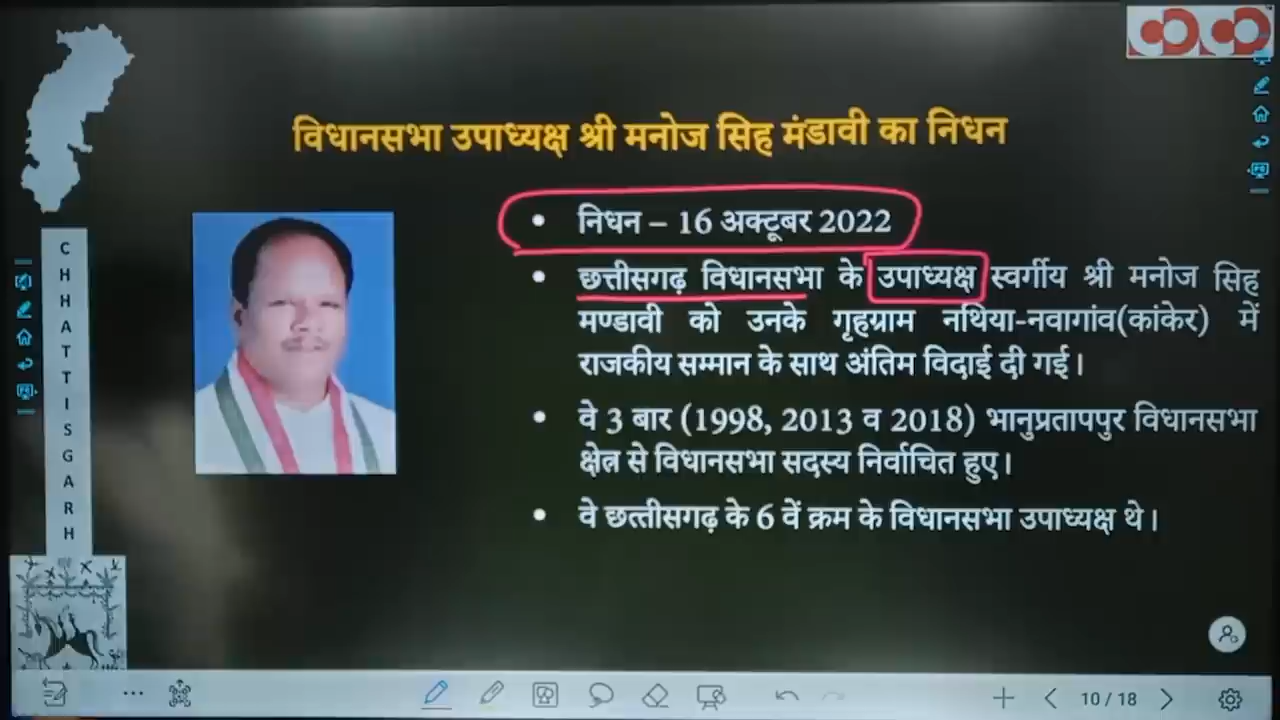 विधानसभा उपाध्यक्ष श्री मनोज सिह मंडावी का निधन
• निधन – 16 अक्टूबर 2022
• छत्तीसगढ़ विधानसभा के उपाध्यक्ष स्वर्गीय श्री मनोज सिह
मण्डावी को उनके गृहग्राम नथिया-नवागांव(कांकेर) में
राजकीय सम्मान के साथ अंतिम विदाई दी गई।
• वे 3 बार (1998, 2013 व 2018) भानुप्रतापपुर विधानसभा
क्षेत्र से विधानसभा सदस्य निर्वाचित हुए।
• वे छत्तीसगढ़ के 6 वें क्रम के विधानसभा उपाध्यक्ष थे।
CHHATTISGARH
10 / 18